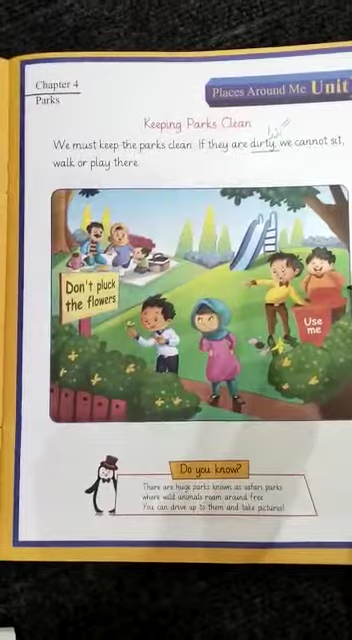 Chapter 4
Parks
Places Around Me Unit
Keeping Parks Clean
We must keep the parks clean. If they are dirty, we cannot sit,
walk or play there.
Don't pluck
the flowers
Use
me
Do you know?
There are huge parks known as safari parks
where wild animals roam around free.
You can drive up to them and take pictures!